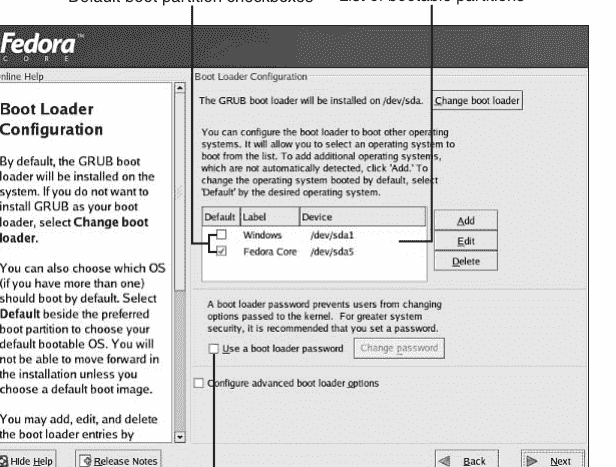 Default boot partition checkboxes
List of bootable partitions
Fedora™
C O R E
nline Help
Boot Loader
Configuration
By default, the GRUB boot
loader will be installed on the
system. If you do not want to
install GRUB as your boot
loader, select Change boot
loader.
You can also choose which OS
(if you have more than one)
should boot by default. Select
Default beside the preferred
boot partition to choose your
default bootable OS. You will
not be able to move forward in
the installation unless you
choose a default boot image.
You may add, edit, and delete
the boot loader entries by
Boot Loader Configuration
The GRUB boot loader will be installed on /dev/sda.
Change boot loader
You can configure the boot loader to boot other operating
systems. It will allow you to select an operating system to
boot from the list. To add additional operating systems,
which are not automatically detected, click 'Add.' To
change the operating system booted by default, select
'Default' by the desired operating system.
Default Label Device
Windows /dev/sda1
Fedora Core /dev/sda5
Add
Edit
Delete
A boot loader password prevents users from changing
options passed to the kernel. For greater system
security, it is recommended that you set a password.
Use a boot loader password
Change password
Configure advanced boot loader options
Hide Help
Release Notes
Back
Next